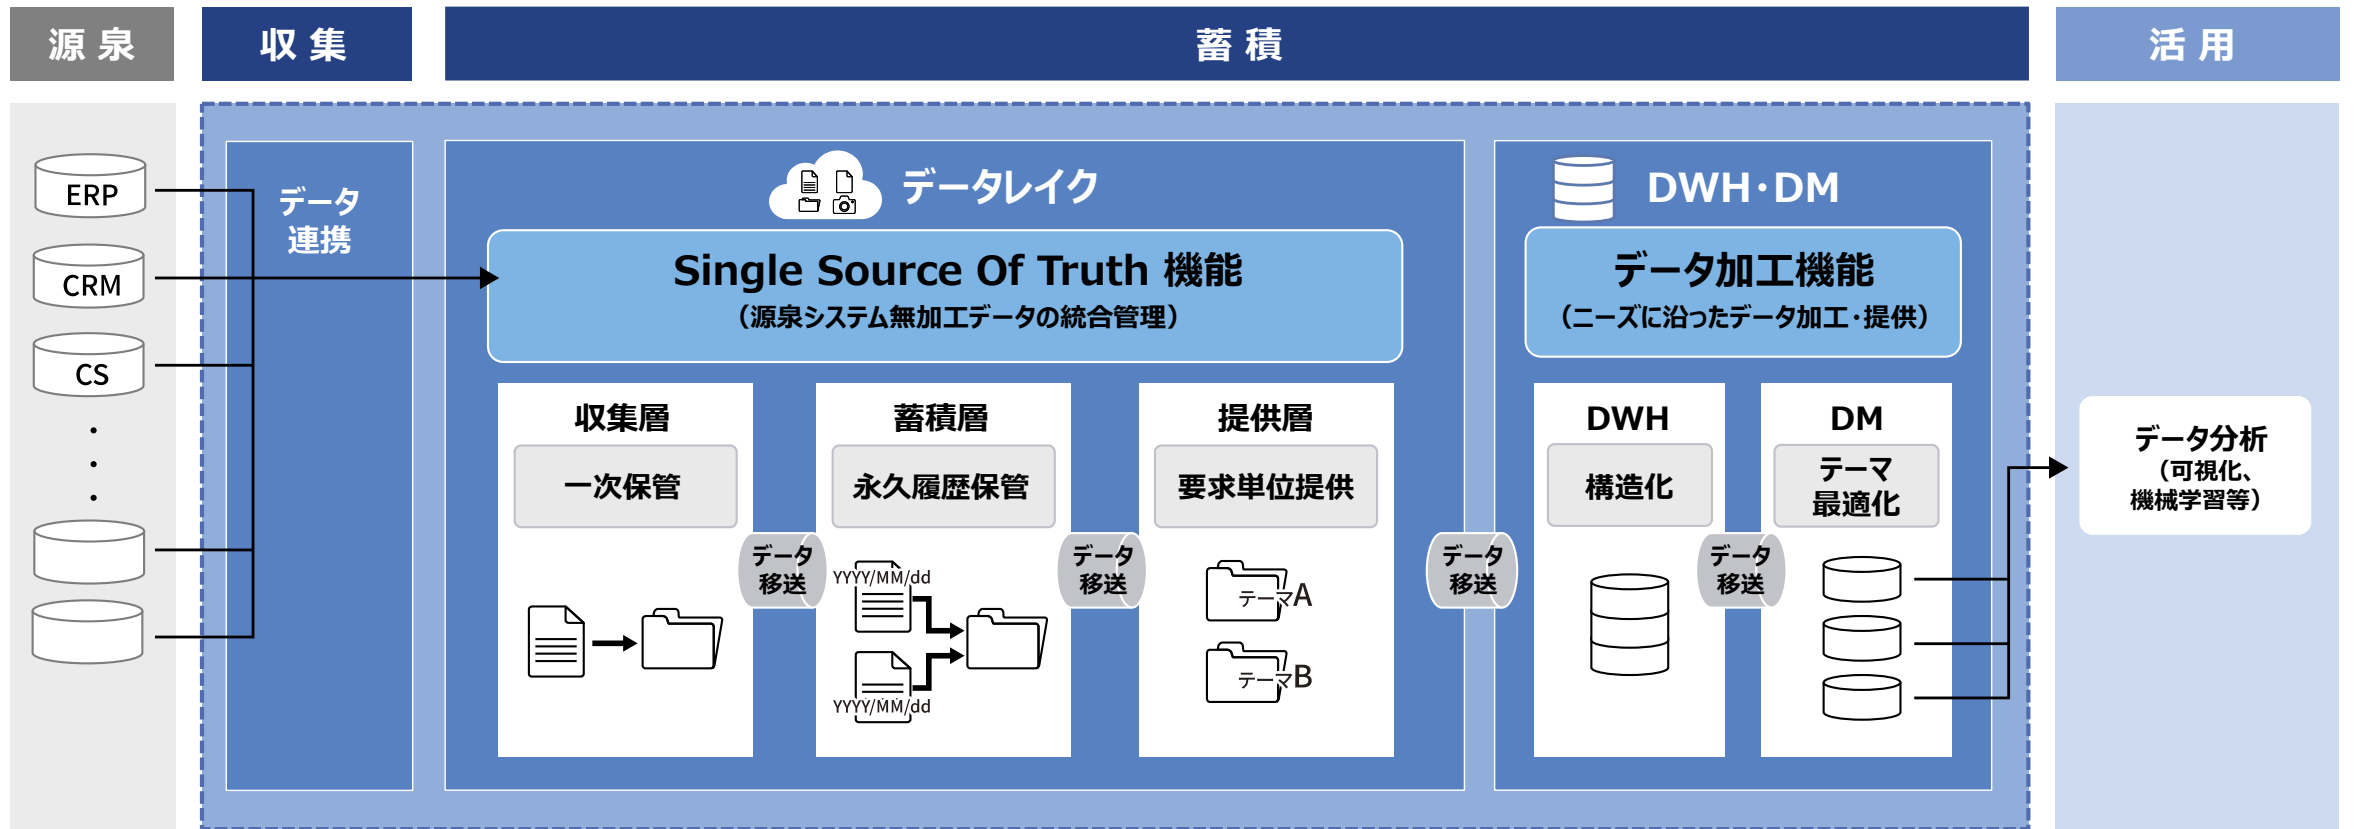 源泉
収集
蓄積
活用
ERP
CRM
CS
データ
連携
データレイク
Single Source Of Truth 機能
（源泉システム無加工データの統合管理）
収集層
一次保管
データ
移送
蓄積層
永久履歴保管
YYYY/MM/dd
YYYY/MM/dd
データ
移送
提供層
要求単位提供
テーマA
テーマB
データ
移送
DWH・DM
データ加工機能
（ニーズに沿ったデータ加工・提供）
DWH
構造化
データ
移送
DM
テーマ
最適化
データ分析
（可視化、
機械学習等）